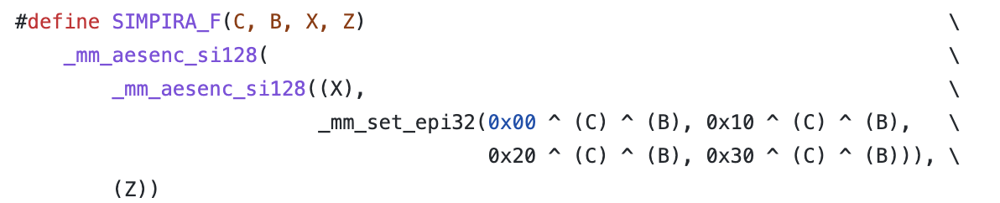 #define SIMPIRA_F(C, B, X, Z) \
_mm_aesenc_si128( \
_mm_aesenc_si128((X), \
_mm_set_epi32(0x00 ^ (C) ^ (B), 0x10 ^ (C) ^ (B), \
0x20 ^ (C) ^ (B), 0x30 ^ (C) ^ (B))), \
(Z))